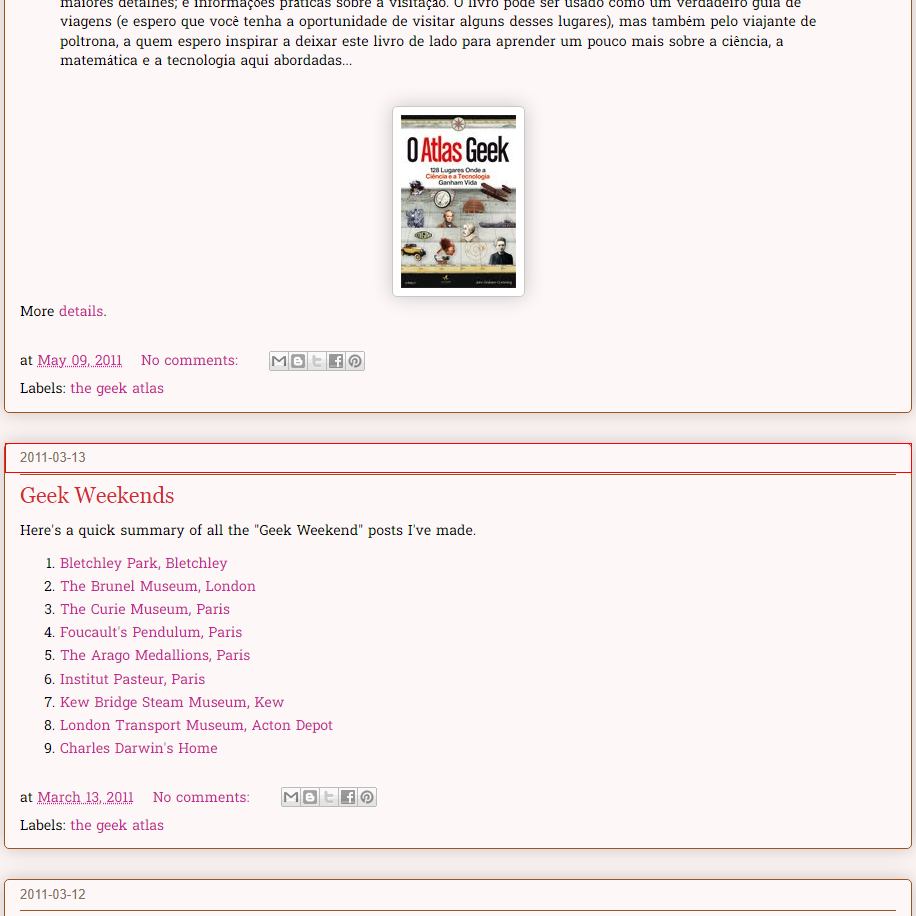 maiores detalhes; e informações práticas sobre a visitação. O livro pode ser usado como um verdadeiro guia de
viagens (e espero que você tenha a oportunidade de visitar alguns desses lugares), mas também pelo viajante de
poltrona, a quem espero inspirar a deixar este livro de lado para aprender um pouco mais sobre a ciência, a
matemática e a tecnologia aqui abordadas...
O Atlas Geek
128 Lugares Onde a
Ciência e a Tecnologia
Ganham Vida
John Graham-Cumming
More details.
at May 09, 2011 No comments:
Labels: the geek atlas
2011-03-13
Geek Weekends
Here's a quick summary of all the "Geek Weekend" posts I've made.
1. Bletchley Park, Bletchley
2. The Brunel Museum, London
3. The Curie Museum, Paris
4. Foucault's Pendulum, Paris
5. The Arago Medallions, Paris
6. Institut Pasteur, Paris
7. Kew Bridge Steam Museum, Kew
8. London Transport Museum, Acton Depot
9. Charles Darwin's Home
at March 13, 2011 No comments:
Labels: the geek atlas
2011-03-12